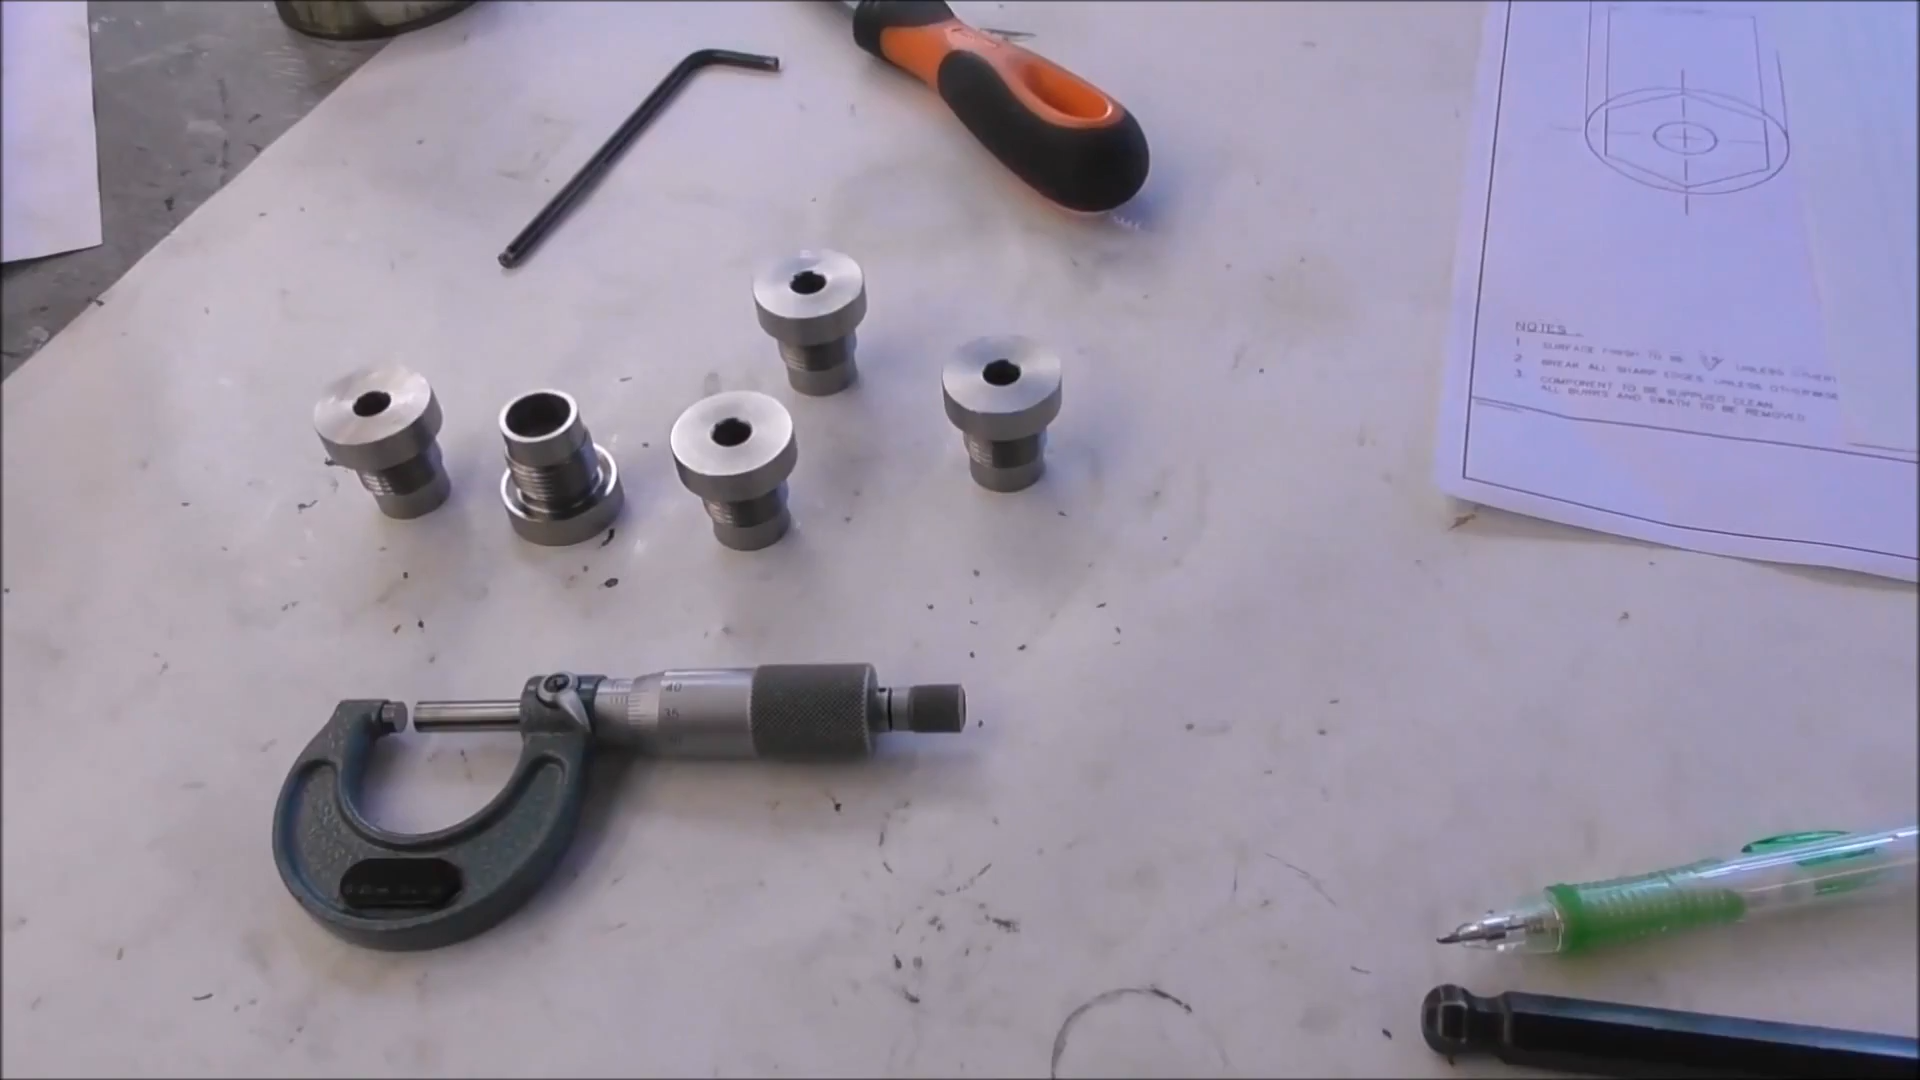 NOTES
1 SURFACE FINISH TO BE UNLESS OTHERWI
2 BREAK ALL SHARP EDGES UNLESS OTHERWISE
3. COMPONENT TO BE SUPPLIED CLEAN
ALL BURRS AND SWATH TO BE REMOVED
40
35